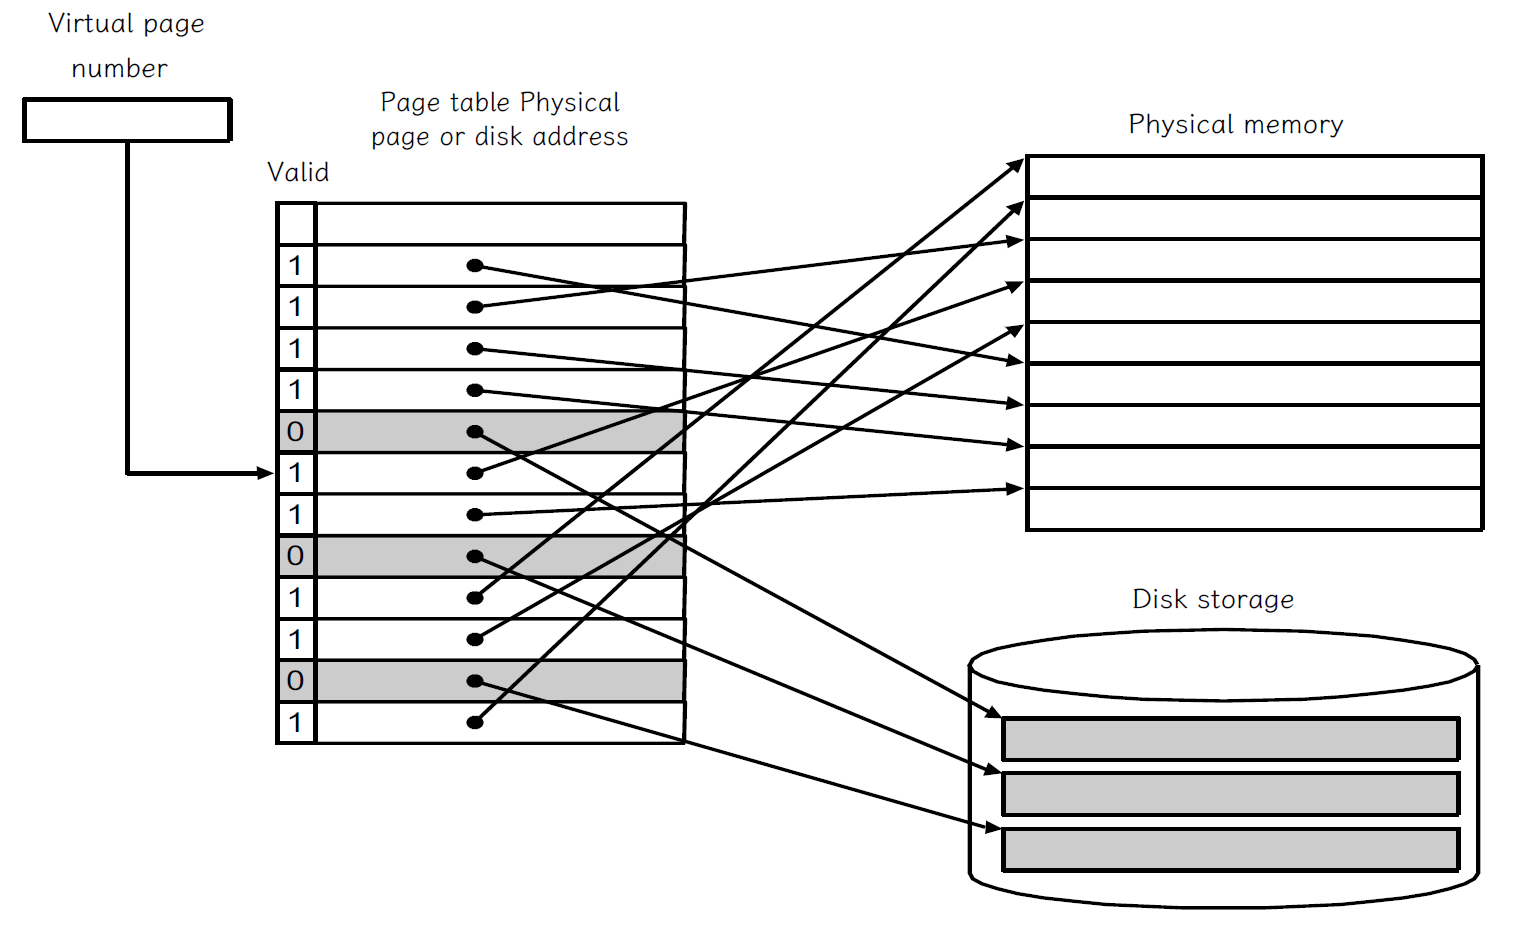 Virtual page
number
Page table Physical
page or disk address
Valid
1
1
1
1
0
1
1
0
1
1
0
1
Physical memory
Disk storage